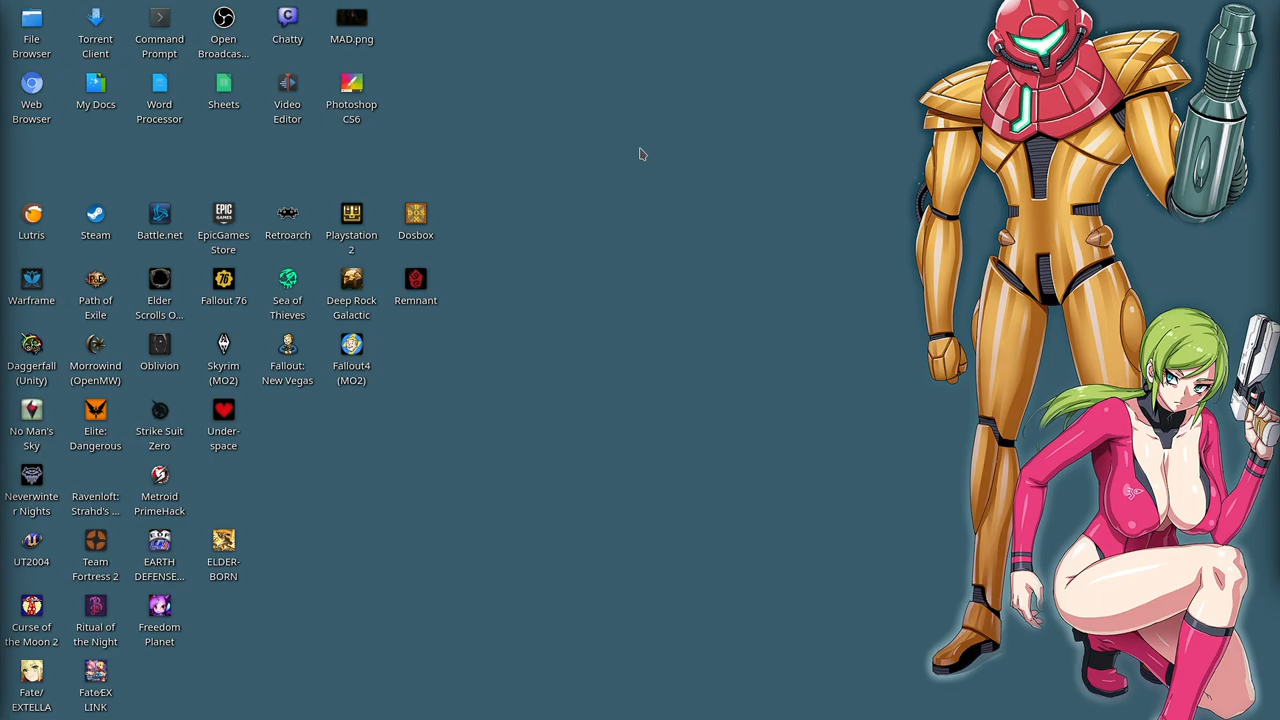 File
Browser
Torrent
Client
Command
Prompt
Open
Broadcas...
Chatty
MAD.png
Web
Browser
My Docs
Word
Processor
Sheets
Video
Editor
Photoshop
CS6
Lutris
Steam
Battle.net
EPIC
GAMES
EpicGames
Store
Retroarch
Playstation
2
DOS
Dosbox
Warframe
Path of
Exile
Elder
Scrolls O...
76
Fallout 76
Sea of
Thieves
Deep Rock
Galactic
Remnant
Daggerfall
(Unity)
Morrowind
(OpenMW)
Oblivion
Skyrim
(MO2)
Fallout:
New Vegas
Fallout4
(MO2)
No Man's
Sky
Elite:
Dangerous
Strike Suit
Zero
Under-
space
Neverwinte
r Nights
Ravenloft:
Strahd's ...
Metroid
PrimeHack
UT2004
Team
Fortress 2
EARTH
DEFENSE...
ELDER-
BORN
Curse of
the Moon 2
Ritual of
the Night
Freedom
Planet
Fate/
EXTELLA
Fate/EX
LINK